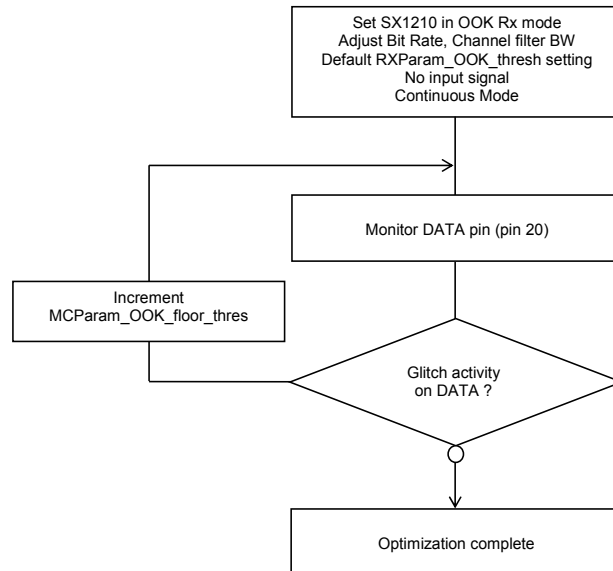 Set SX1210 in OOK Rx mode
Adjust Bit Rate, Channel filter BW
Default RXParam_OOK_thresh setting
No input signal
Continuous Mode
Monitor DATA pin (pin 20)
Increment
MCParam_OOK_floor_thres
Glitch activity
on DATA ?
Optimization complete